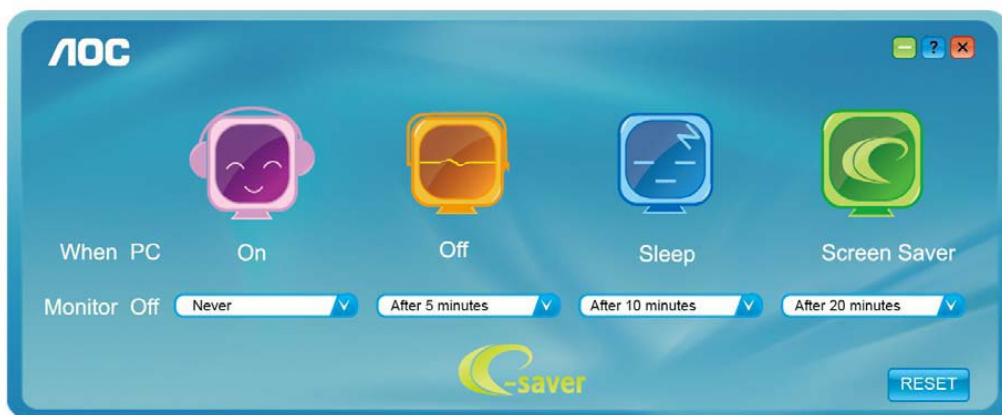 AOC
?
When PC On Off Sleep Screen Saver
Monitor Off Never After 5 minutes After 10 minutes After 20 minutes
e-saver
RESET